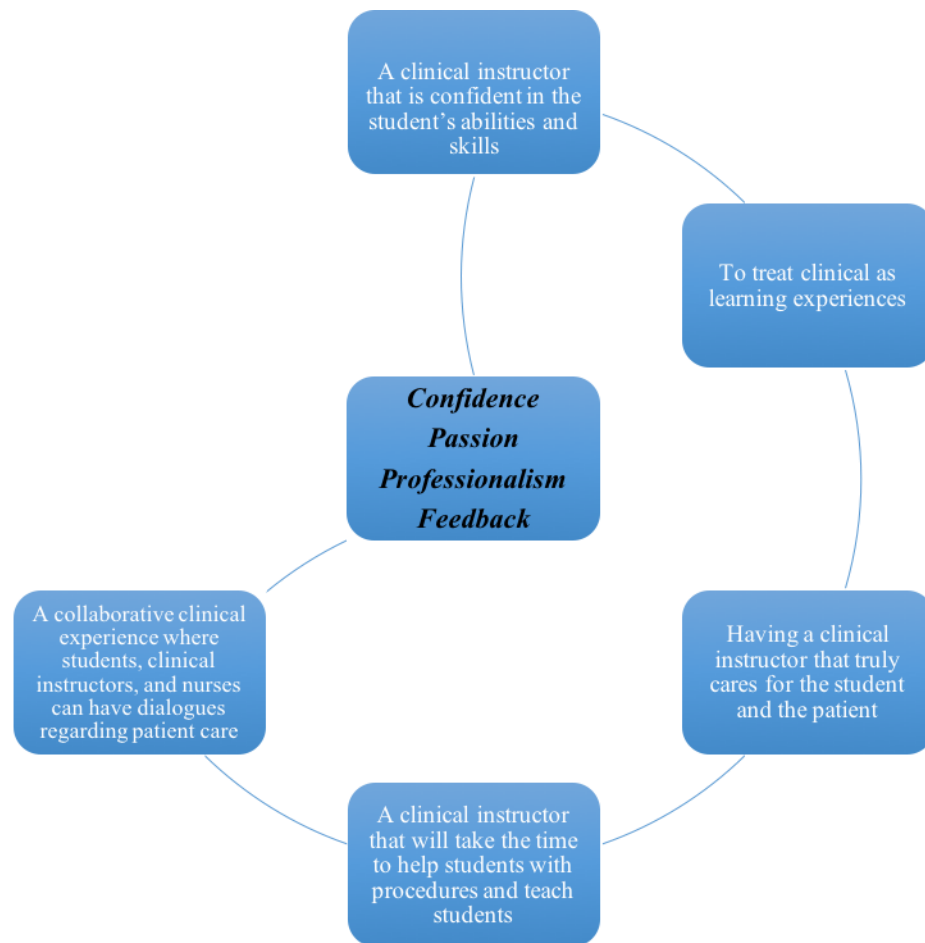 A clinical instructor
that is confident in the
student’s abilities and
skills
To treat clinical as
learning experiences
Confidence
Passion
Professionalism
Feedback
A collaborative clinical
experience where
students, clinical
instructors, and nurses
can have dialogues
regarding patient care
Having a clinical
instructor that truly
cares for the student
and the patient
A clinical instructor
that will take the time
to help students with
procedures and teach
students